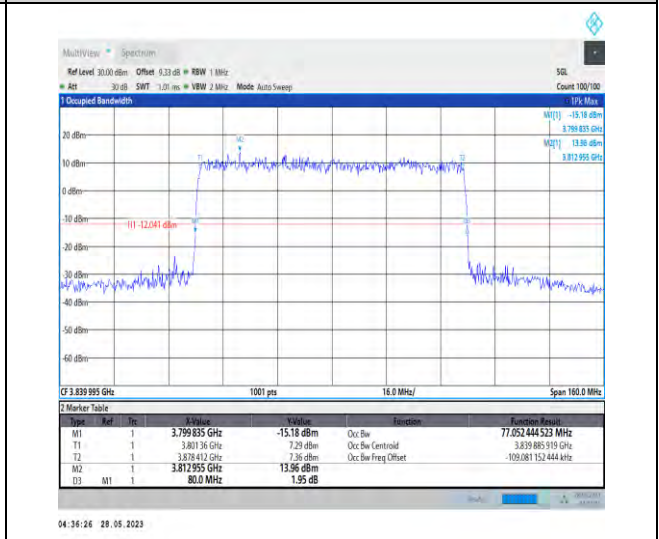 MultiView Spectrum
Ref Level 30.00 dBm Offset 9.33 dB RBW 1 MHz SGL
Att 30 dB SWT 1.01 ms VBW 2 MHz Mode Auto Sweep Count 100/100
1 Occupied Bandwidth 1Pk Max
M1[1] -15.18 dBm
3.799 835 GHz
M2[1] 13.96 dBm
3.812 955 GHz
20 dBm
M2
T1 T2
10 dBm
0 dBm
-10 dBm
H1 -12.041 dBm
-20 dBm
-30 dBm
-40 dBm
-50 dBm
-60 dBm
CF 3.839 995 GHz 1001 pts 16.0 MHz/ Span 160.0 MHz
2 Marker Table
Type Ref Trc X-Value Y-Value Function Function Result
M1 1 3.799 835 GHz -15.18 dBm Occ Bw 77.052 444 523 MHz
T1 1 3.801 36 GHz 7.29 dBm Occ Bw Centroid 3.839 885 919 GHz
T2 1 3.878 412 GHz 7.36 dBm Occ Bw Freq Offset -109.081 152 444 kHz
M2 1 3.812 955 GHz 13.96 dBm
D3 M1 1 80.0 MHz 1.95 dB
04:36:26 28.05.2023